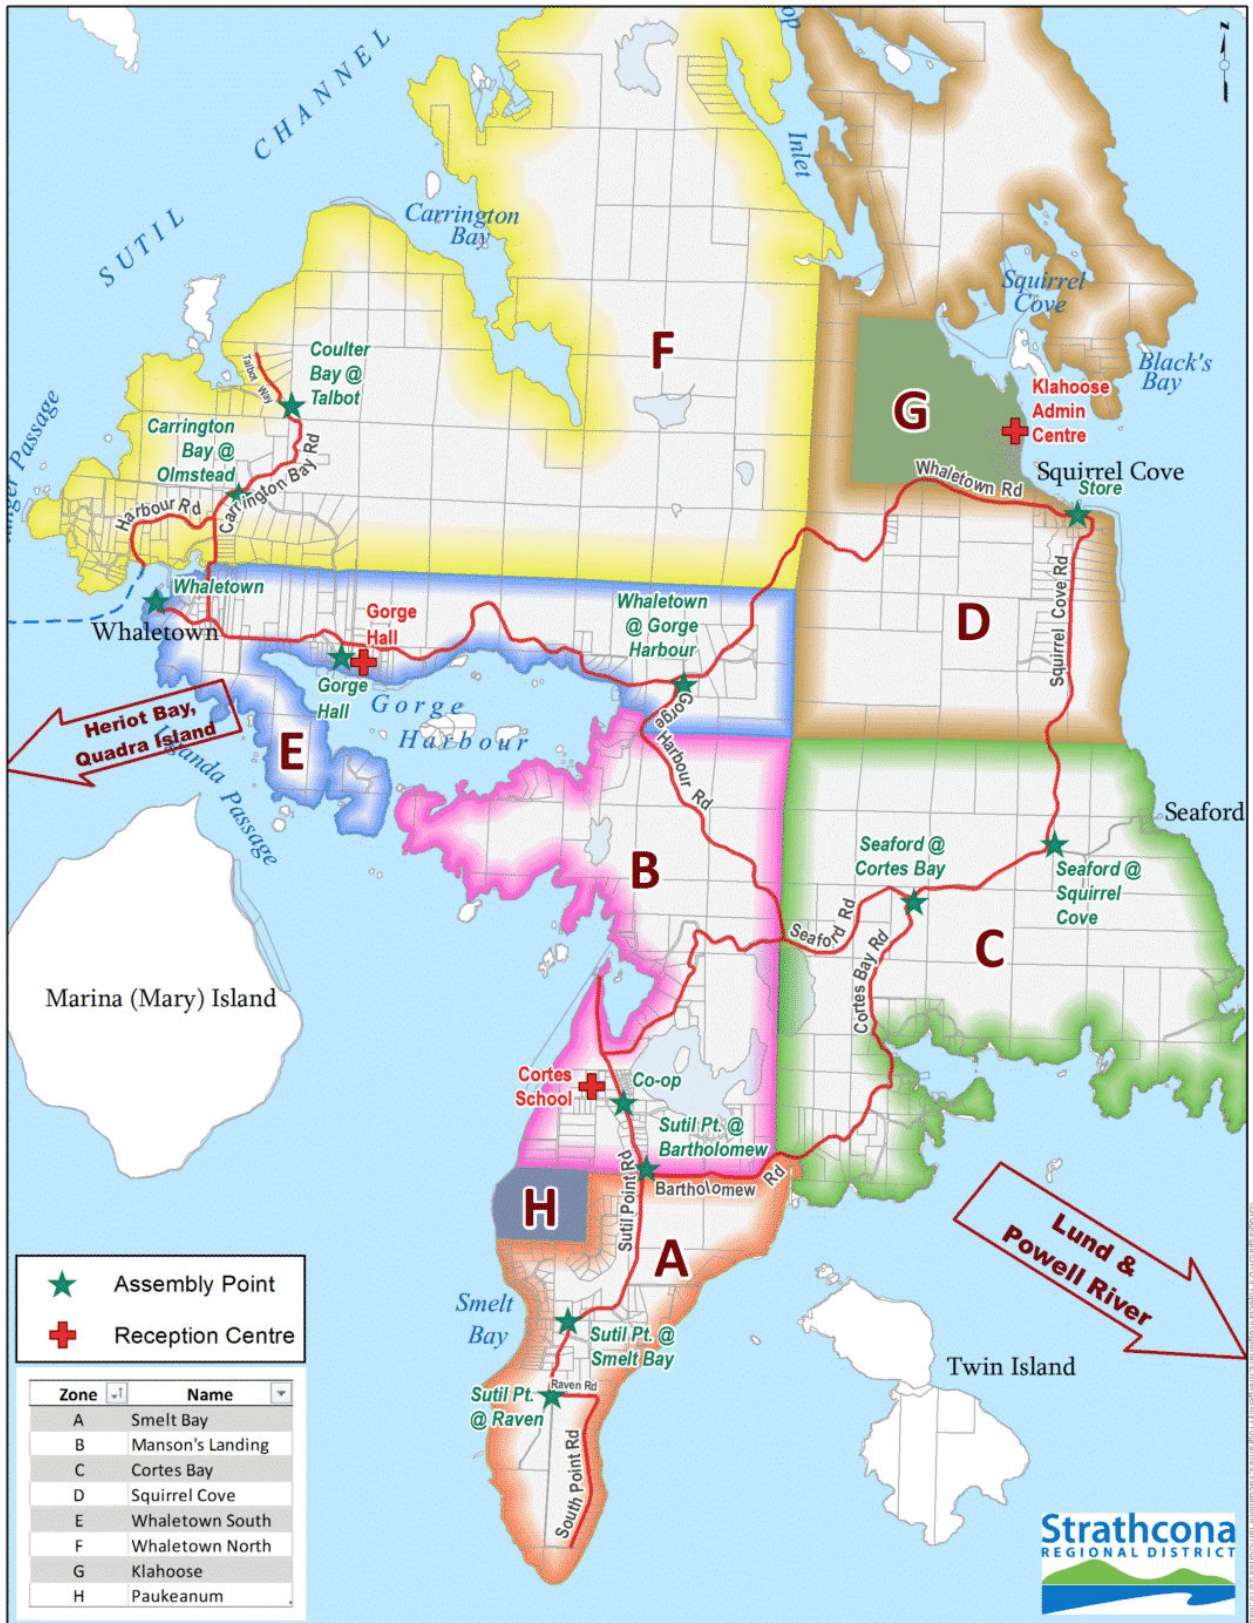 SUTIL CHANNEL
Carrington
Bay
Inlet
Squirrel
Cove
Black's
Bay
F
G
Klahoose
Admin
Centre
Squirrel Cove
Store
Whaletown Rd
Coulter
Bay @
Talbot
Talbot Way
Carrington
Bay @
Olmstead
Carrington Bay Rd
Harbour Rd
Passage
Whaletown
Whaletown
Gorge
Hall
Gorge
Hall
Whaletown
@ Gorge
Harbour
D
Squirrel Cove Rd
Gorge
Harbour
Gorge Harbour Rd
Heriot Bay,
Quadra Island
E
Passage
B
Seaford
Seaford @
Cortes Bay
Seaford @
Squirrel
Cove
Seaford Rd
C
Cortes Bay Rd
Marina (Mary) Island
Cortes
School
Co-op
Sutil Pt. @
Bartholomew
Bartholomew Rd
Sutil Point Rd
H
A
Lund &
Powell River
Smelt
Bay
Sutil Pt. @
Smelt Bay
Twin Island
Raven Rd
Sutil Pt.
@ Raven
South Point Rd
Assembly Point
Reception Centre
Zone Name
A Smelt Bay
B Manson's Landing
C Cortes Bay
D Squirrel Cove
E Whaletown South
F Whaletown North
G Klahoose
H Paukeanum
Strathcona
REGIONAL DISTRICT